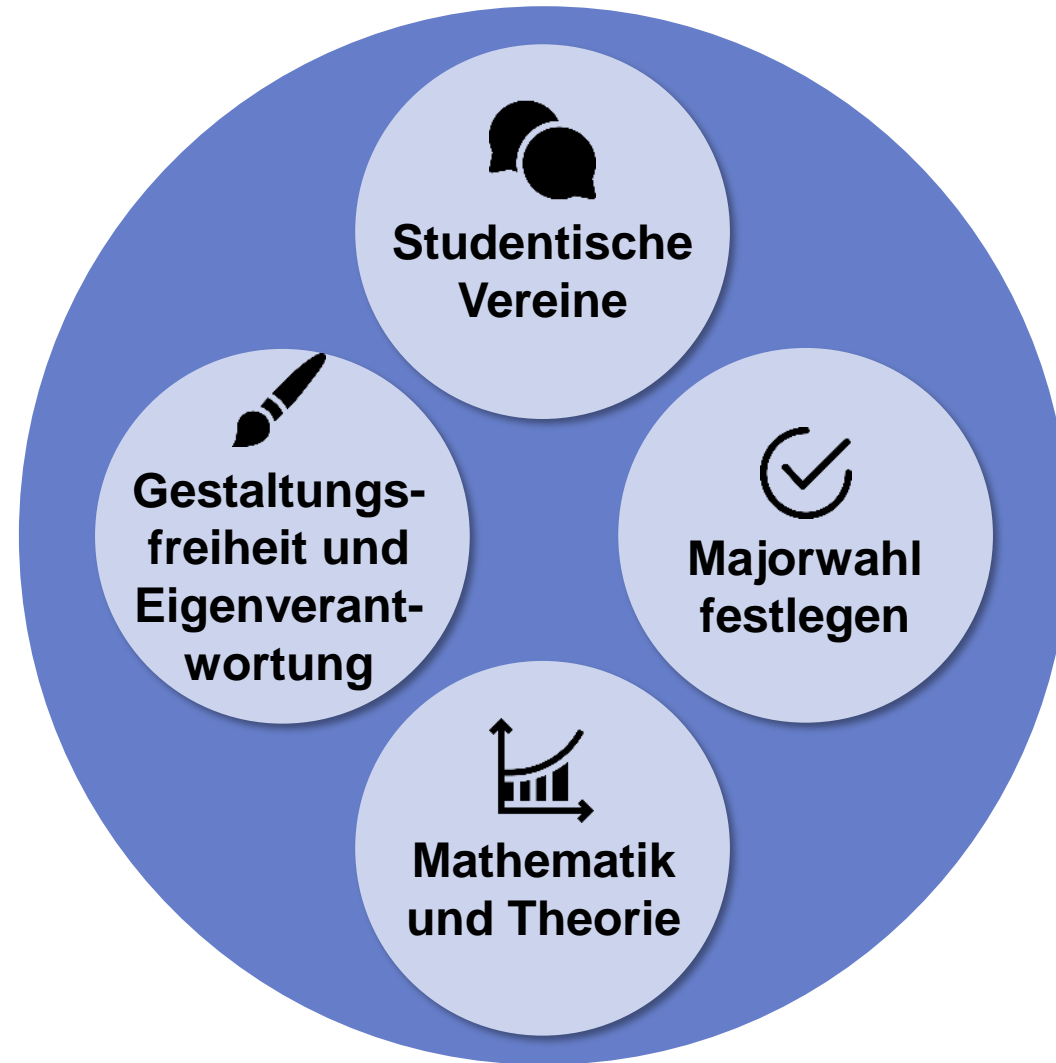 Studentische
Vereine
Gestaltungs-
freiheit und
Eigenverant-
wortung
Majorwahl
festlegen
Mathematik
und Theorie